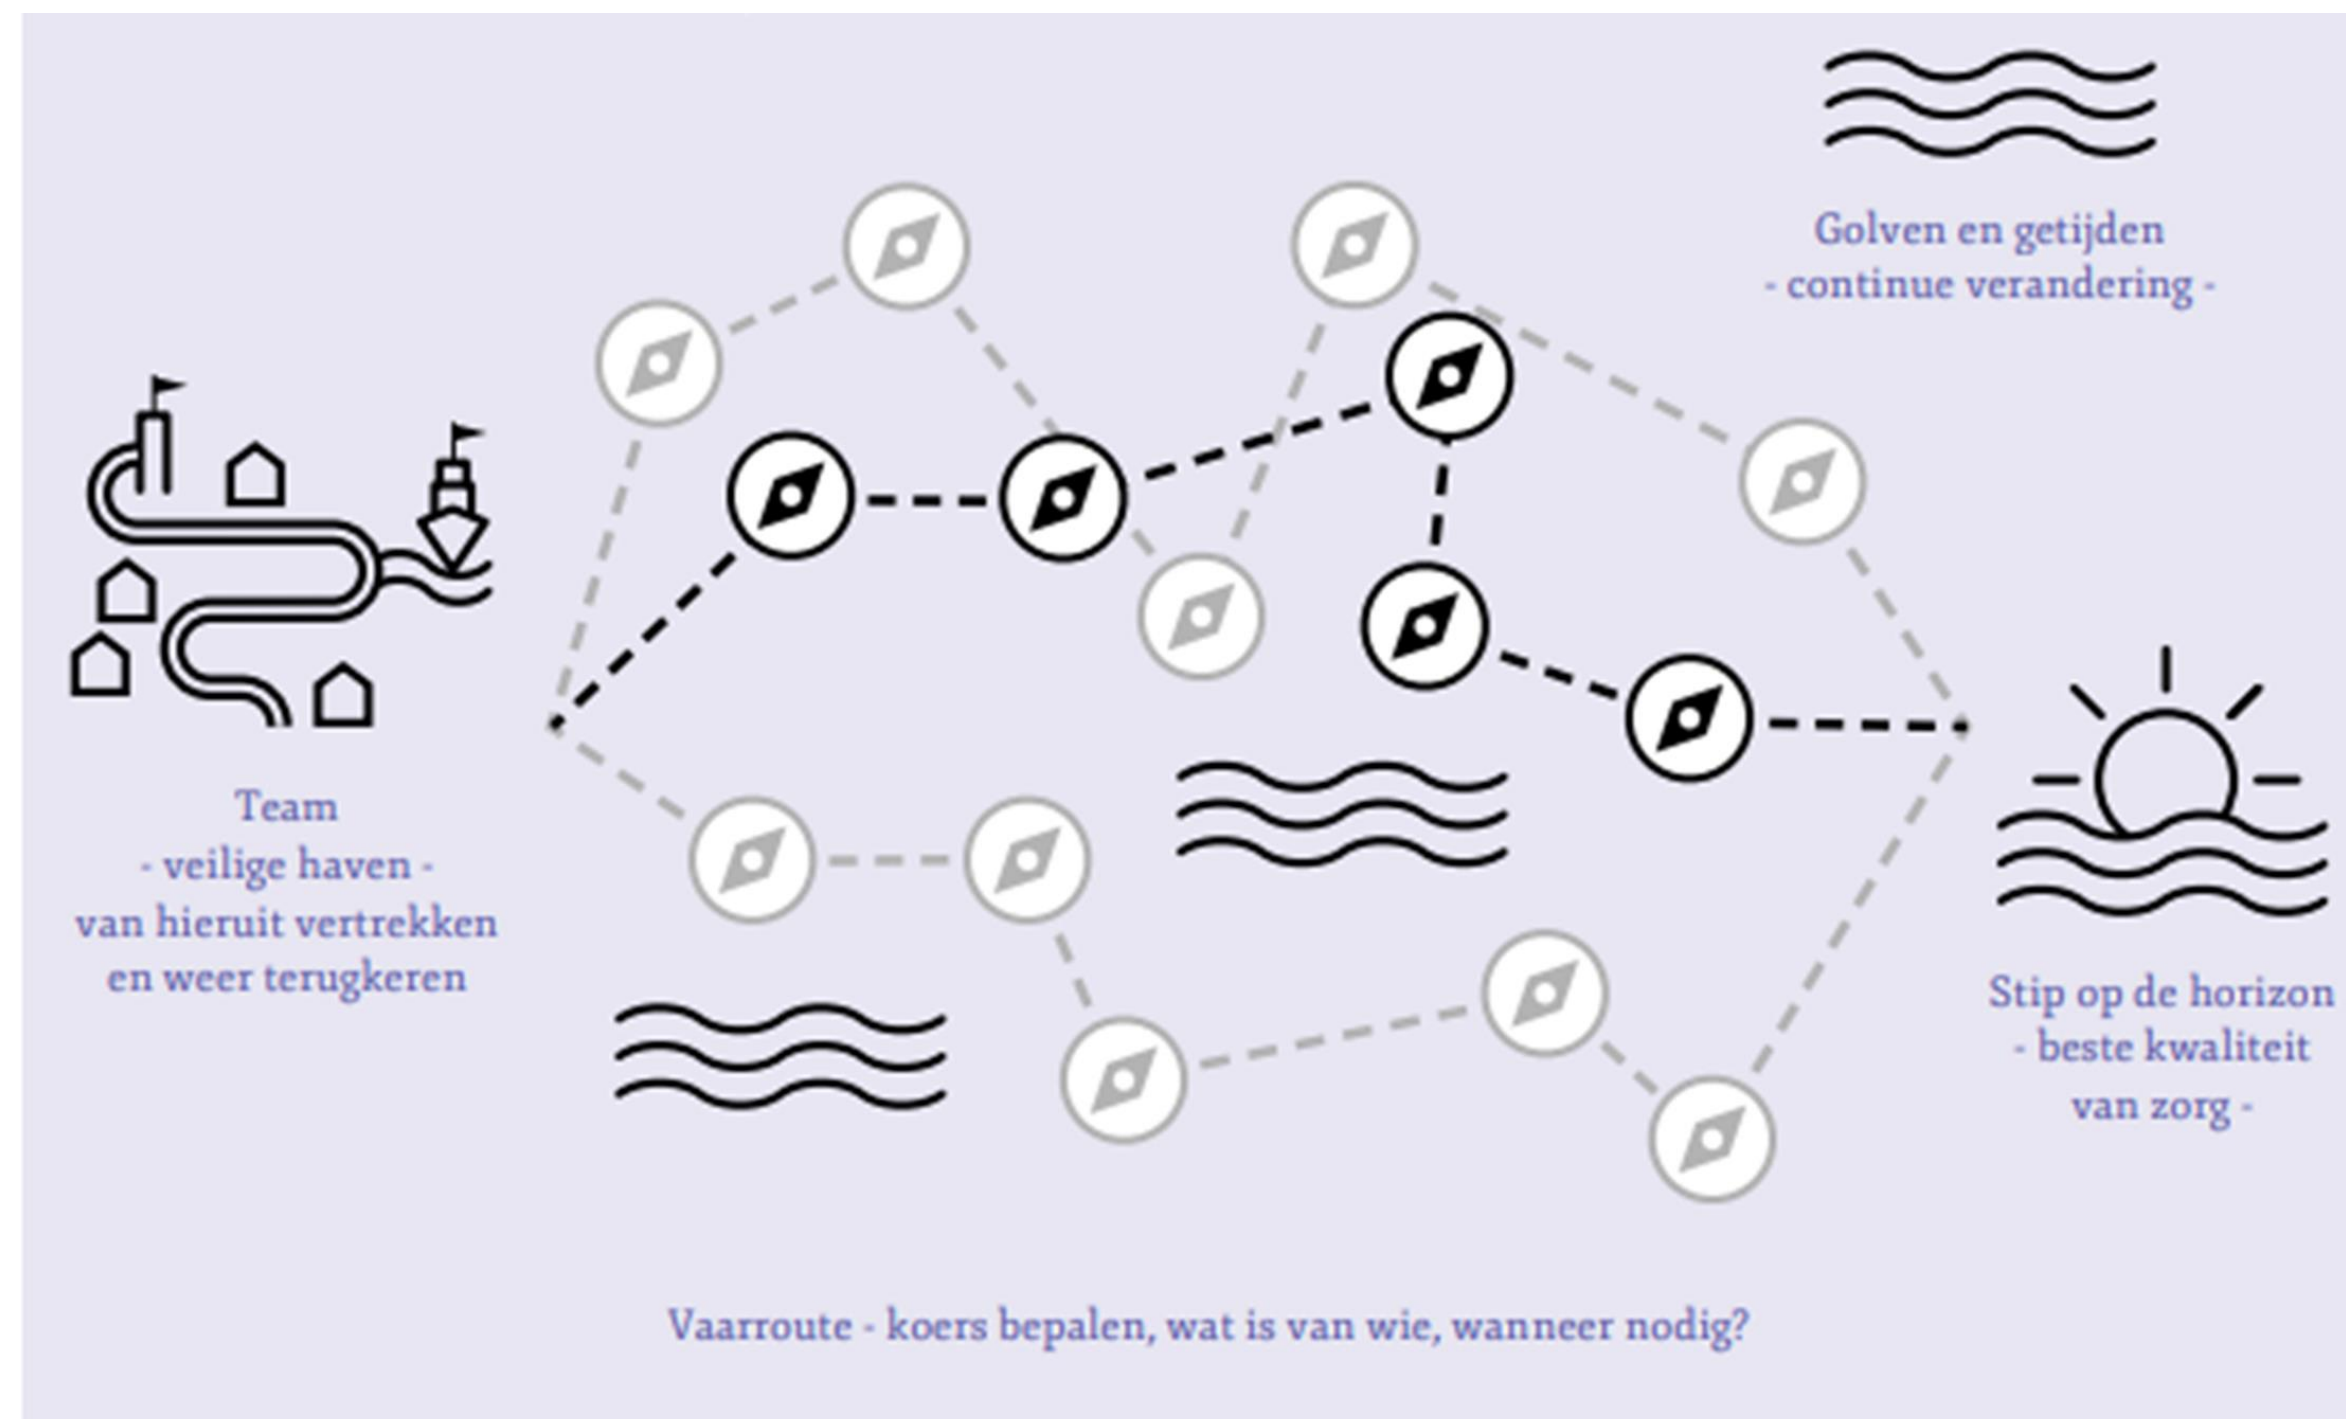 Golven en getijden
- continue verandering -
Team
- veilige haven -
van hieruit vertrekken
en weer terugkeren
Stip op de horizon
- beste kwaliteit
van zorg -
Vaarroute - koers bepalen, wat is van wie, wanneer nodig?